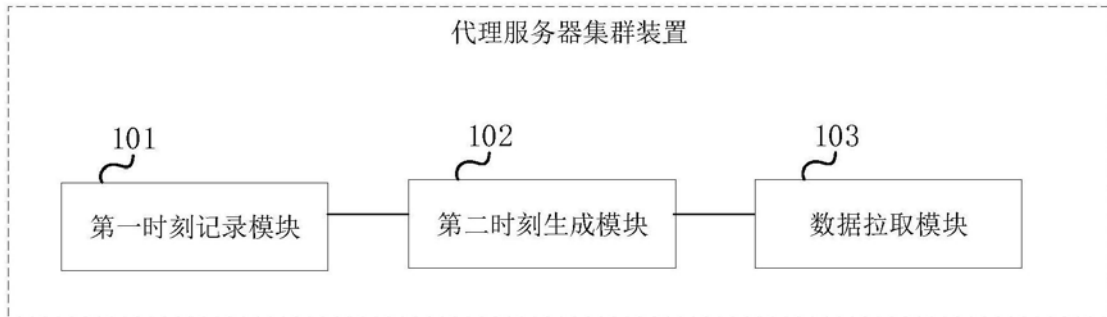 代理服务器集群装置
101
102
103
第一时刻记录模块
第二时刻生成模块
数据拉取模块